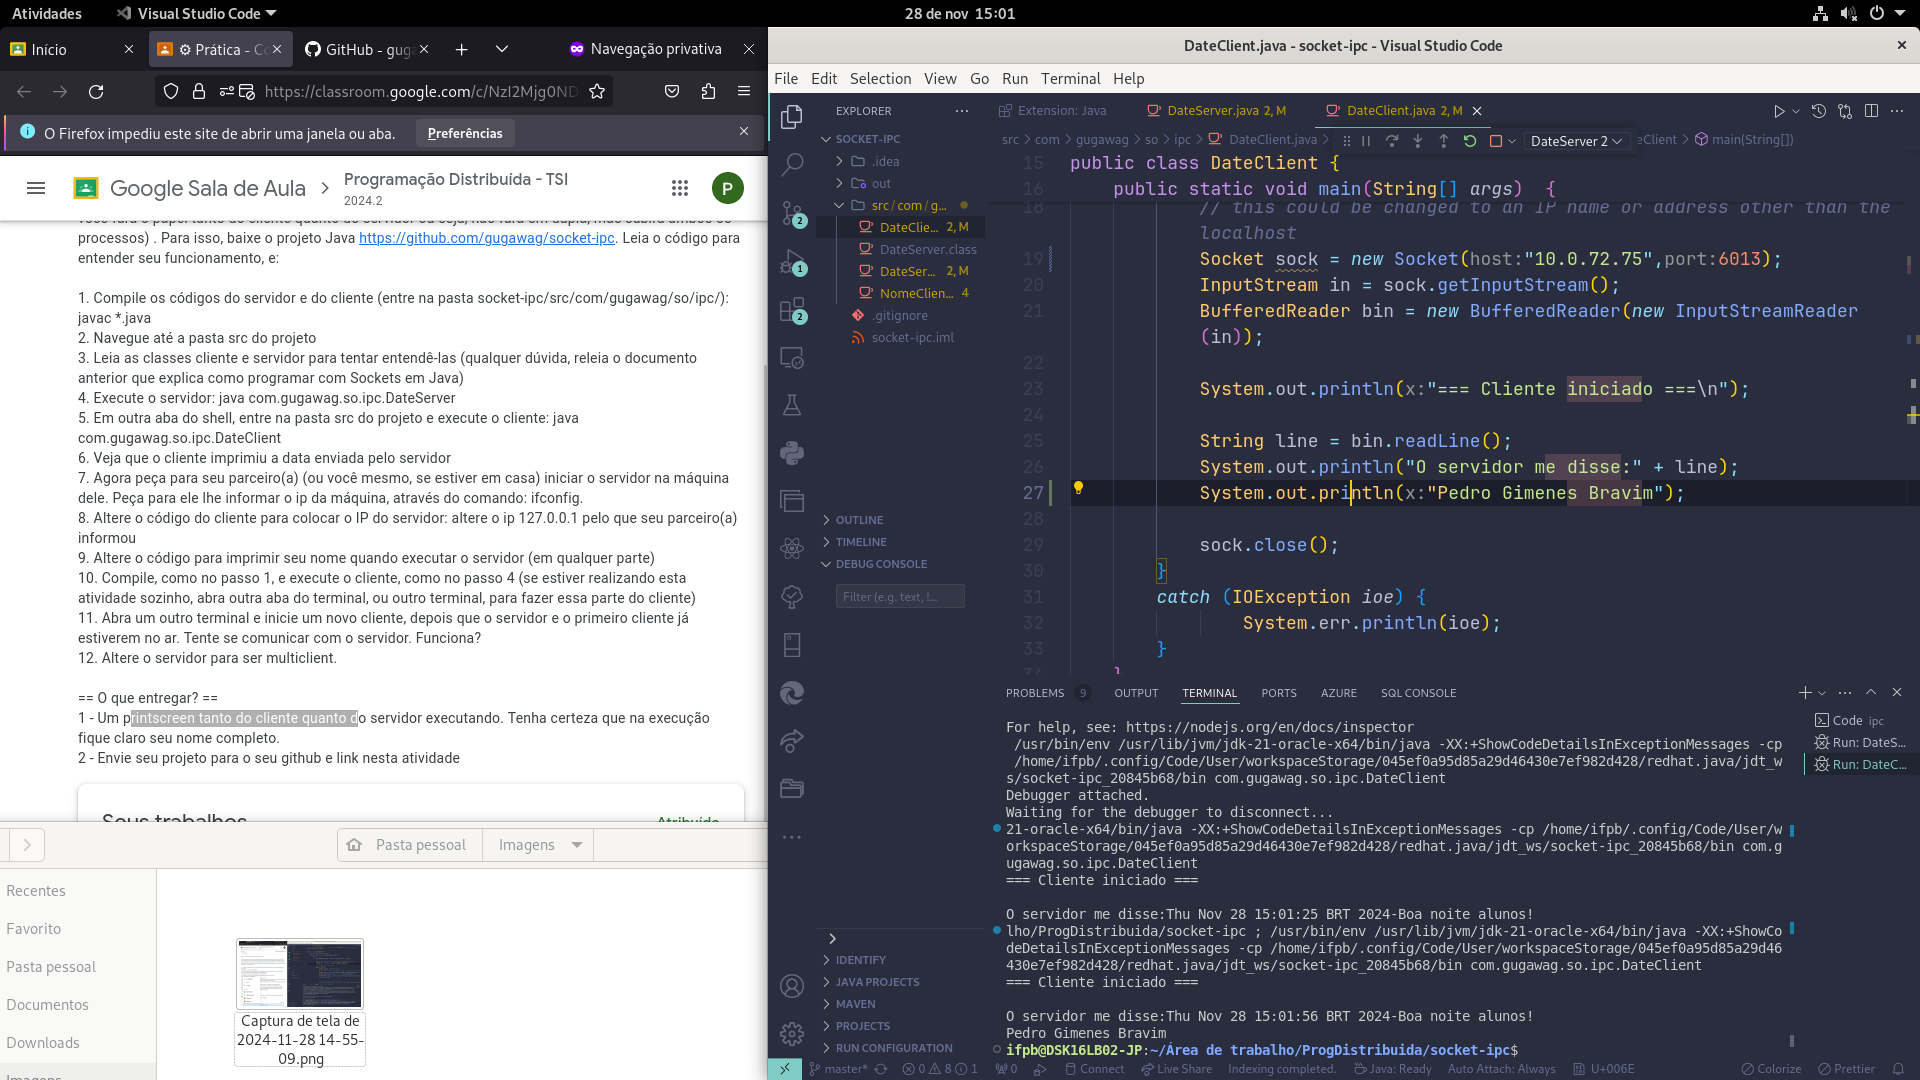 Atividades
Visual Studio Code
28 de nov 15:01
Início
Prática - Co
GitHub - guga
Navegação privativa
https://classroom.google.com/c/NzI2Mjg0ND
O Firefox impediu este site de abrir uma janela ou aba.
Preferências
Google Sala de Aula
Programação Distribuída - TSI
2024.2
P
processos) . Para isso, baixe o projeto Java https://github.com/gugawag/socket-ipc. Leia o código para
entender seu funcionamento, e:
1. Compile os códigos do servidor e do cliente (entre na pasta socket-ipc/src/com/gugawag/so/ipc/):
javac *.java
2. Navegue até a pasta src do projeto
3. Leia as classes cliente e servidor para tentar entendê-las (qualquer dúvida, releia o documento
anterior que explica como programar com Sockets em Java)
4. Execute o servidor: java com.gugawag.so.ipc.DateServer
5. Em outra aba do shell, entre na pasta src do projeto e execute o cliente: java
com.gugawag.so.ipc.DateClient
6. Veja que o cliente imprimiu a data enviada pelo servidor
7. Agora peça para seu parceiro(a) (ou você mesmo, se estiver em casa) iniciar o servidor na máquina
dele. Peça para ele lhe informar o ip da máquina, através do comando: ifconfig.
8. Altere o código do cliente para colocar o IP do servidor: altere o ip 127.0.0.1 pelo que seu parceiro(a)
informou
9. Altere o código para imprimir seu nome quando executar o servidor (em qualquer parte)
10. Compile, como no passo 1, e execute o cliente, como no passo 4 (se estiver realizando esta
atividade sozinho, abra outra aba do terminal, ou outro terminal, para fazer essa parte do cliente)
11. Abra um outro terminal e inicie um novo cliente, depois que o servidor e o primeiro cliente já
estiverem no ar. Tente se comunicar com o servidor. Funciona?
12. Altere o servidor para ser multiclient.
== O que entregar? ==
1 - Um printscreen tanto do cliente quanto do servidor executando. Tenha certeza que na execução
fique claro seu nome completo.
2 - Envie seu projeto para o seu github e link nesta atividade
Seus trabalhos
Atribuído
Pasta pessoal
Imagens
Recentes
Favorito
Pasta pessoal
Documentos
Downloads
Imagens
Captura de tela de
2024-11-28 14-55-
09.png
DateClient.java - socket-ipc - Visual Studio Code
File Edit Selection View Go Run Terminal Help
EXPLORER
SOCKET-IPC
.idea
out
src/com/g...
DateClie... 2, M
DateServer.class
DateSer... 2, M
NomeClien... 4
.gitignore
socket-ipc.iml
OUTLINE
TIMELINE
DEBUG CONSOLE
Filter (e.g. text, !...
IDENTIFY
JAVA PROJECTS
MAVEN
PROJECTS
RUN CONFIGURATION
2
1
2
Extension: Java
DateServer.java 2, M
DateClient.java 2, M
src > com > gugawag > so > ipc > DateClient.java >
DateServer 2
eClient > main(String[])
15 public class DateClient {
16 public static void main(String[] args) {
18 // this could be changed to an IP name or address other than the
localhost
19 Socket sock = new Socket(host:"10.0.72.75",port:6013);
20 InputStream in = sock.getInputStream();
21 BufferedReader bin = new BufferedReader(new InputStreamReader
(in));
22
23 System.out.println(x:"=== Cliente iniciado ===\n");
24
25 String line = bin.readLine();
26 System.out.println("O servidor me disse:" + line);
27 System.out.println(x:"Pedro Gimenes Bravim");
28
29 sock.close();
30 }
31 catch (IOException ioe) {
32 System.err.println(ioe);
33 }
34 }
PROBLEMS 9 OUTPUT TERMINAL PORTS AZURE SQL CONSOLE
For help, see: https://nodejs.org/en/docs/inspector
/usr/bin/env /usr/lib/jvm/jdk-21-oracle-x64/bin/java -XX:+ShowCodeDetailsInExceptionMessages -cp
/home/ifpb/.config/Code/User/workspaceStorage/045ef0a95d85a29d46430e7ef982d428/redhat.java/jdt_w
s/socket-ipc_20845b68/bin com.gugawag.so.ipc.DateClient
Debugger attached.
Waiting for the debugger to disconnect...
21-oracle-x64/bin/java -XX:+ShowCodeDetailsInExceptionMessages -cp /home/ifpb/.config/Code/User/w
orkspaceStorage/045ef0a95d85a29d46430e7ef982d428/redhat.java/jdt_ws/socket-ipc_20845b68/bin com.g
ugawag.so.ipc.DateClient
=== Cliente iniciado ===
O servidor me disse:Thu Nov 28 15:01:25 BRT 2024-Boa noite alunos!
lho/ProgDistribuida/socket-ipc ; /usr/bin/env /usr/lib/jvm/jdk-21-oracle-x64/bin/java -XX:+ShowCo
deDetailsInExceptionMessages -cp /home/ifpb/.config/Code/User/workspaceStorage/045ef0a95d85a29d46
430e7ef982d428/redhat.java/jdt_ws/socket-ipc_20845b68/bin com.gugawag.so.ipc.DateClient
=== Cliente iniciado ===
O servidor me disse:Thu Nov 28 15:01:56 BRT 2024-Boa noite alunos!
Pedro Gimenes Bravim
ifpb@DSK16LB02-JP:~/Área de trabalho/ProgDistribuida/socket-ipc$
Code ipc
Run: DateS...
Run: DateC...
master* 0 8 1 0 Connect Live Share Indexing completed. Java: Ready Auto Attach: Always U+006E Colorize Prettier